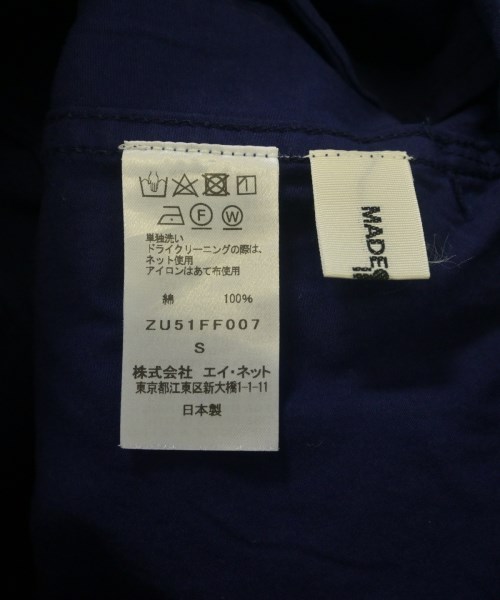 F W
単独洗い
ドライクリーニングの際は、
ネット使用
アイロンはあて布使用
綿 100%
ZU51FF007
S
株式会社 エイ・ネット
東京都江東区新大橋1-1-11
日本製
MADE